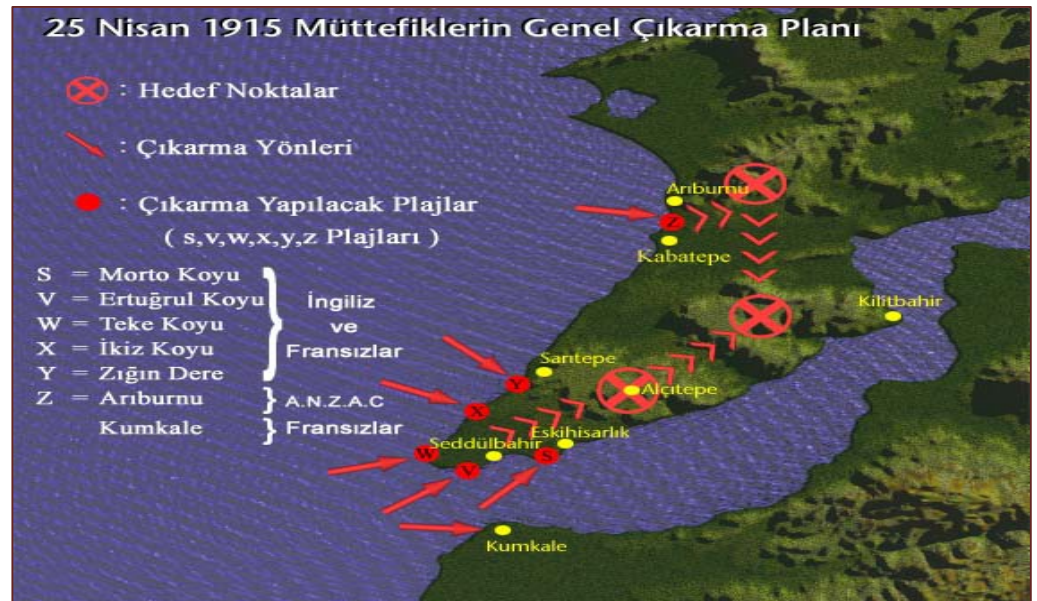 25 Nisan 1915 Müttefiklerin Genel Çıkarma Planı
: Hedef Noktalar
: Çıkarma Yönleri
: Çıkarma Yapılacak Plajlar
( s,v,w,x,y,z Plajları )
S = Morto Koyu
V = Ertuğrul Koyu
W = Teke Koyu
X = İkiz Koyu
Y = Zığın Dere
İngiliz
ve
Fransızlar
Z = Arıburnu
A.N.Z.A.C
Kumkale
Fransızlar
Arıburnu
Z
Kabatepe
Kilitbahir
Sarıtepe
Y
Alçıtepe
X
Eskihisarlık
Seddülbahir
W
V
S
Kumkale